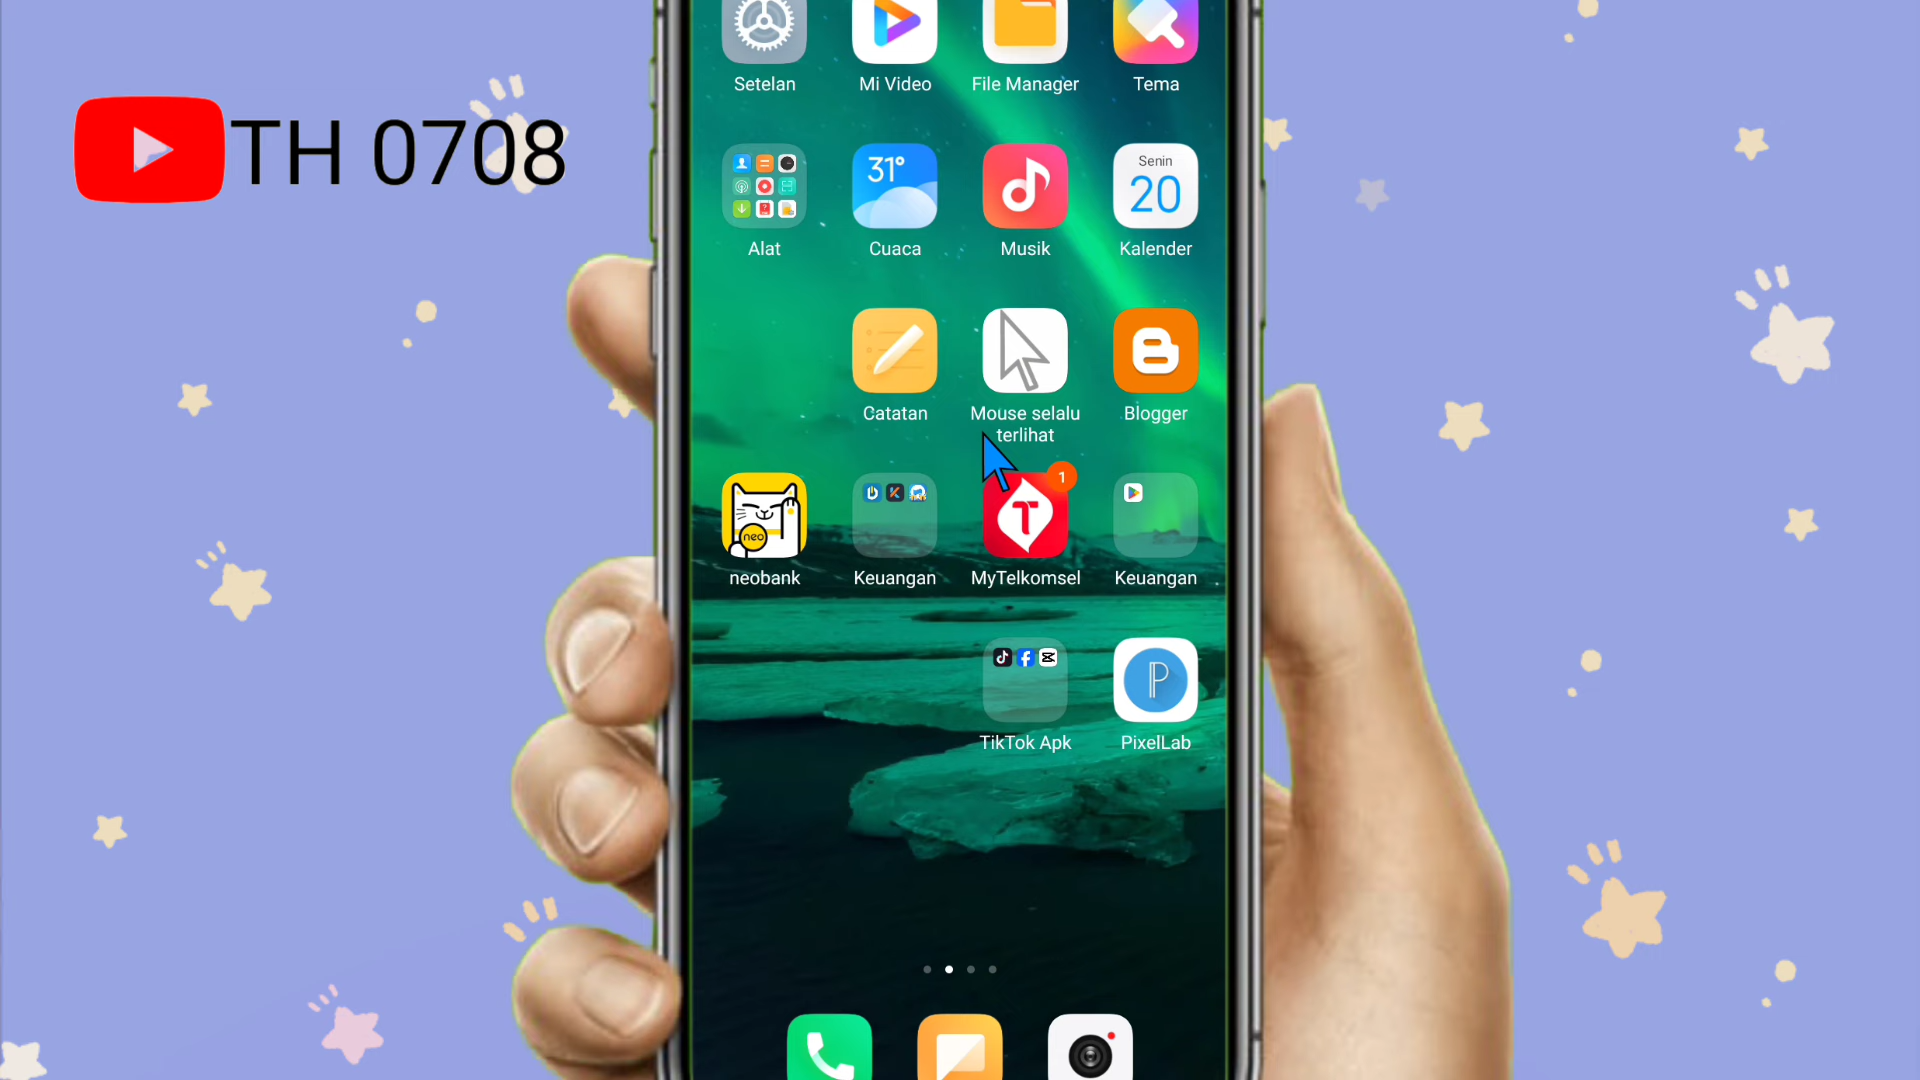 TH 0708
Setelan
Mi Video
File Manager
Tema
31°
Senin
20
Alat
Cuaca
Musik
Kalender
Catatan
Mouse selalu
terlihat
Blogger
neo
1
T
neobank
Keuangan
MyTelkomsel
Keuangan
P
TikTok Apk
PixelLab